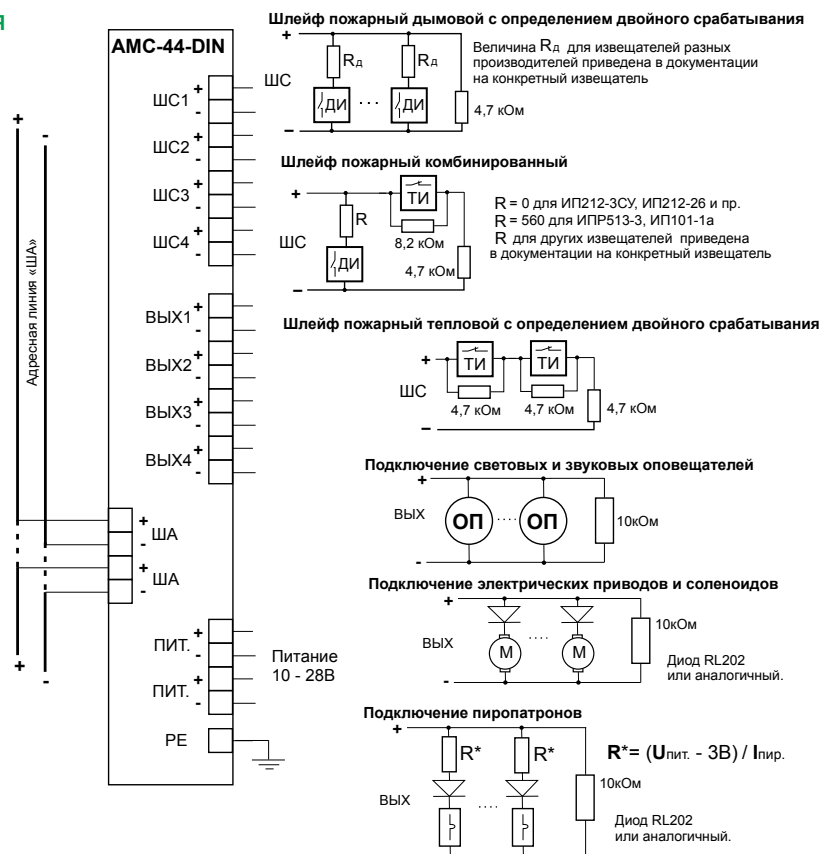 я
АМС-44-DIN
ШС1 + -
ШС2 + -
ШС3 + -
ШС4 + -
ВЫХ1 + -
ВЫХ2 + -
ВЫХ3 + -
ВЫХ4 + -
+ ША -
+ ША -
ПИТ. + -
ПИТ. + -
PE
Питание
10 - 28В
+ -
Адресная линия «ША»
+ -
Шлейф пожарный дымовой с определением двойного срабатывания
+
ШС
Rд Rд
ДИ ... ДИ
4,7 кОм
–
Величина Rд для извещателей разных
производителей приведена в документации
на конкретный извещатель
Шлейф пожарный комбинированный
+
ТИ
R
8,2 кОм
ШС
ДИ
4,7 кОм
–
R = 0 для ИП212-3СУ, ИП212-26 и пр.
R = 560 для ИПР513-3, ИП101-1а
R для других извещателей приведена
в документации на конкретный извещатель
Шлейф пожарный тепловой с определением двойного срабатывания
+
ТИ ТИ
ШС
4,7 кОм 4,7 кОм 4,7 кОм
–
Подключение световых и звуковых оповещателей
+
ВЫХ
ОП .... ОП
10кОм
-
Подключение электрических приводов и соленоидов
+
10кОм
ВЫХ
М .... М
Диод RL202
или аналогичный.
-
Подключение пиропатронов
+
R* R*
R*= (Uпит. - 3В) / Iпир.
10кОм
ВЫХ
....
Диод RL202
или аналогичный.